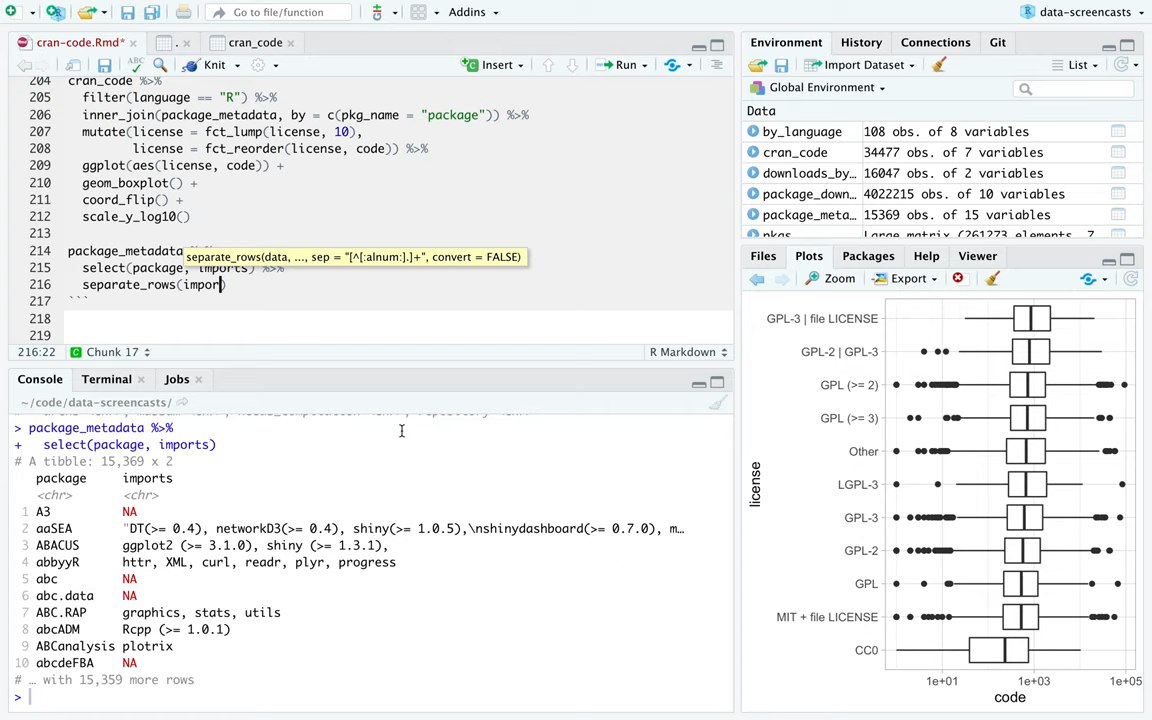 Go to file/function
Addins
data-screencasts
cran-code.Rmd*
.
cran_code
Knit
Insert
Run
204 cran_code %>%
205 filter(language == "R") %>%
206 inner_join(package_metadata, by = c(pkg_name = "package")) %>%
207 mutate(license = fct_lump(license, 10),
208 license = fct_reorder(license, code)) %>%
209 ggplot(aes(license, code)) +
210 geom_boxplot() +
211 coord_flip() +
212 scale_y_log10()
213
214 package_metadata
separate_rows(data, ..., sep = "[^[:alnum:].]+", convert = FALSE)
215 select(package, imports) %>%
216 separate_rows(impor)
217 ```
218
219
216:22 Chunk 17 R Markdown
Console Terminal Jobs
~/code/data-screencasts/
> package_metadata %>%
+ select(package, imports)
# A tibble: 15,369 x 2
package imports
<chr> <chr>
1 A3 NA
2 aaSEA "DT(>= 0.4), networkD3(>= 0.4), shiny(>= 1.0.5),\nshinydashboard(>= 0.7.0), m…
3 ABACUS ggplot2 (>= 3.1.0), shiny (>= 1.3.1),
4 abbyyR httr, XML, curl, readr, plyr, progress
5 abc NA
6 abc.data NA
7 ABC.RAP graphics, stats, utils
8 abcADM Rcpp (>= 1.0.1)
9 ABCanalysis plotrix
10 abcdeFBA NA
# … with 15,359 more rows
>
Environment History Connections Git
Import Dataset List
Global Environment
Data
by_language 108 obs. of 8 variables
cran_code 34477 obs. of 7 variables
downloads_by… 16047 obs. of 2 variables
package_down… 4022215 obs. of 10 variables
package_meta… 15369 obs. of 15 variables
pkgs Large matrix (261273 elements, 7
Files Plots Packages Help Viewer
Zoom Export
GPL-3 | file LICENSE
GPL-2 | GPL-3
GPL (>= 2)
GPL (>= 3)
Other
LGPL-3
GPL-3
GPL-2
GPL
MIT + file LICENSE
CC0
license
1e+01 1e+03 1e+05
code